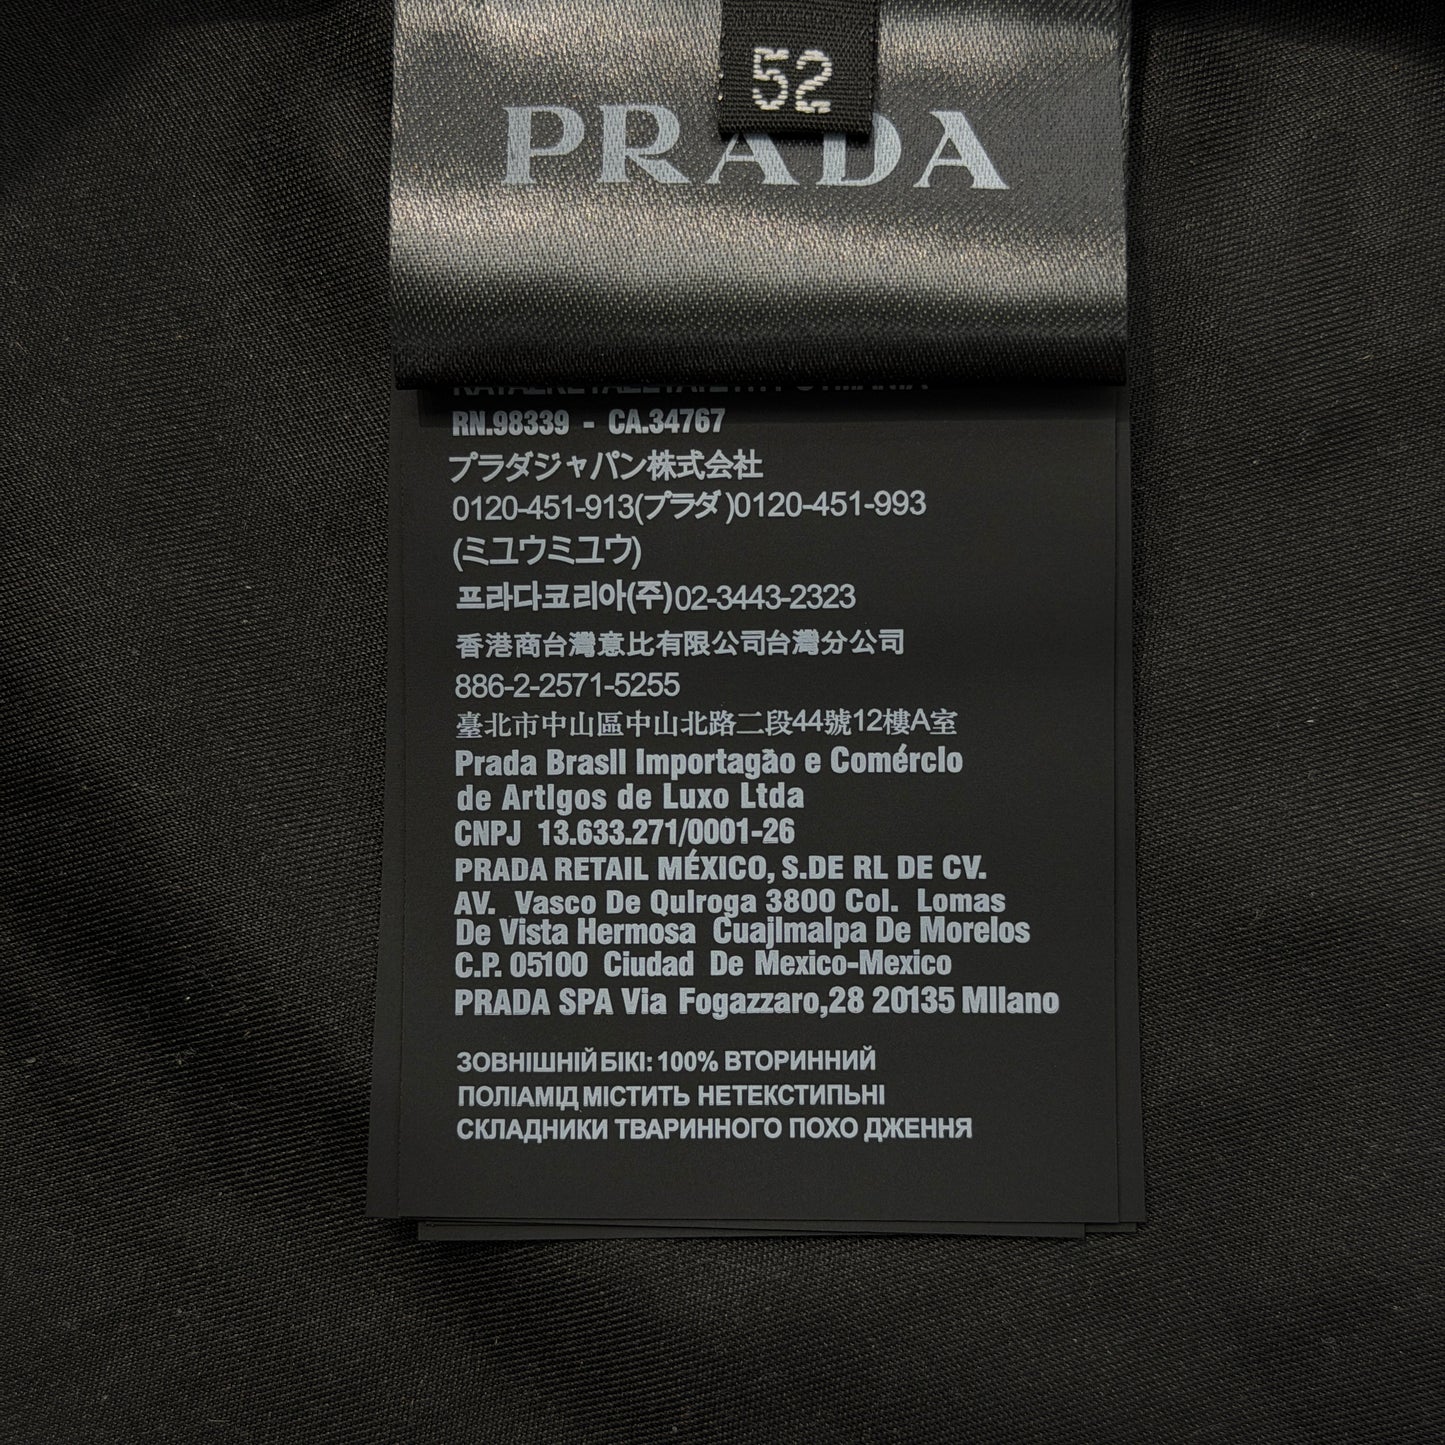 52
PRADA
RN.98339 - CA.34767
プラダジャパン株式会社
0120-451-913(プラダ)0120-451-993
(ミユウミユウ)
프라다코리아(주)02-3443-2323
香港商台灣意比有限公司台灣分公司
886-2-2571-5255
臺北市中山區中山北路二段44號12樓A室
Prada Brasll Importagão e Comérclo
de Artlgos de Luxo Ltda
CNPJ 13.633.271/0001-26
PRADA RETAIL MÉXICO, S.DE RL DE CV.
AV. Vasco De Qulroga 3800 Col. Lomas
De Vista Hermosa Cuajlmalpa De Morelos
C.P. 05100 Ciudad De Mexico-Mexico
PRADA SPA Via Fogazzaro,28 20135 Mllano
ЗОВНІШНІЙ БІКІ: 100% ВТОРИННИЙ
ПОЛІАМІД МІСТИТЬ НЕТЕКСТИПЬНІ
СКЛАДНИКИ ТВАРИННОГО ПОХО ДЖЕННЯ